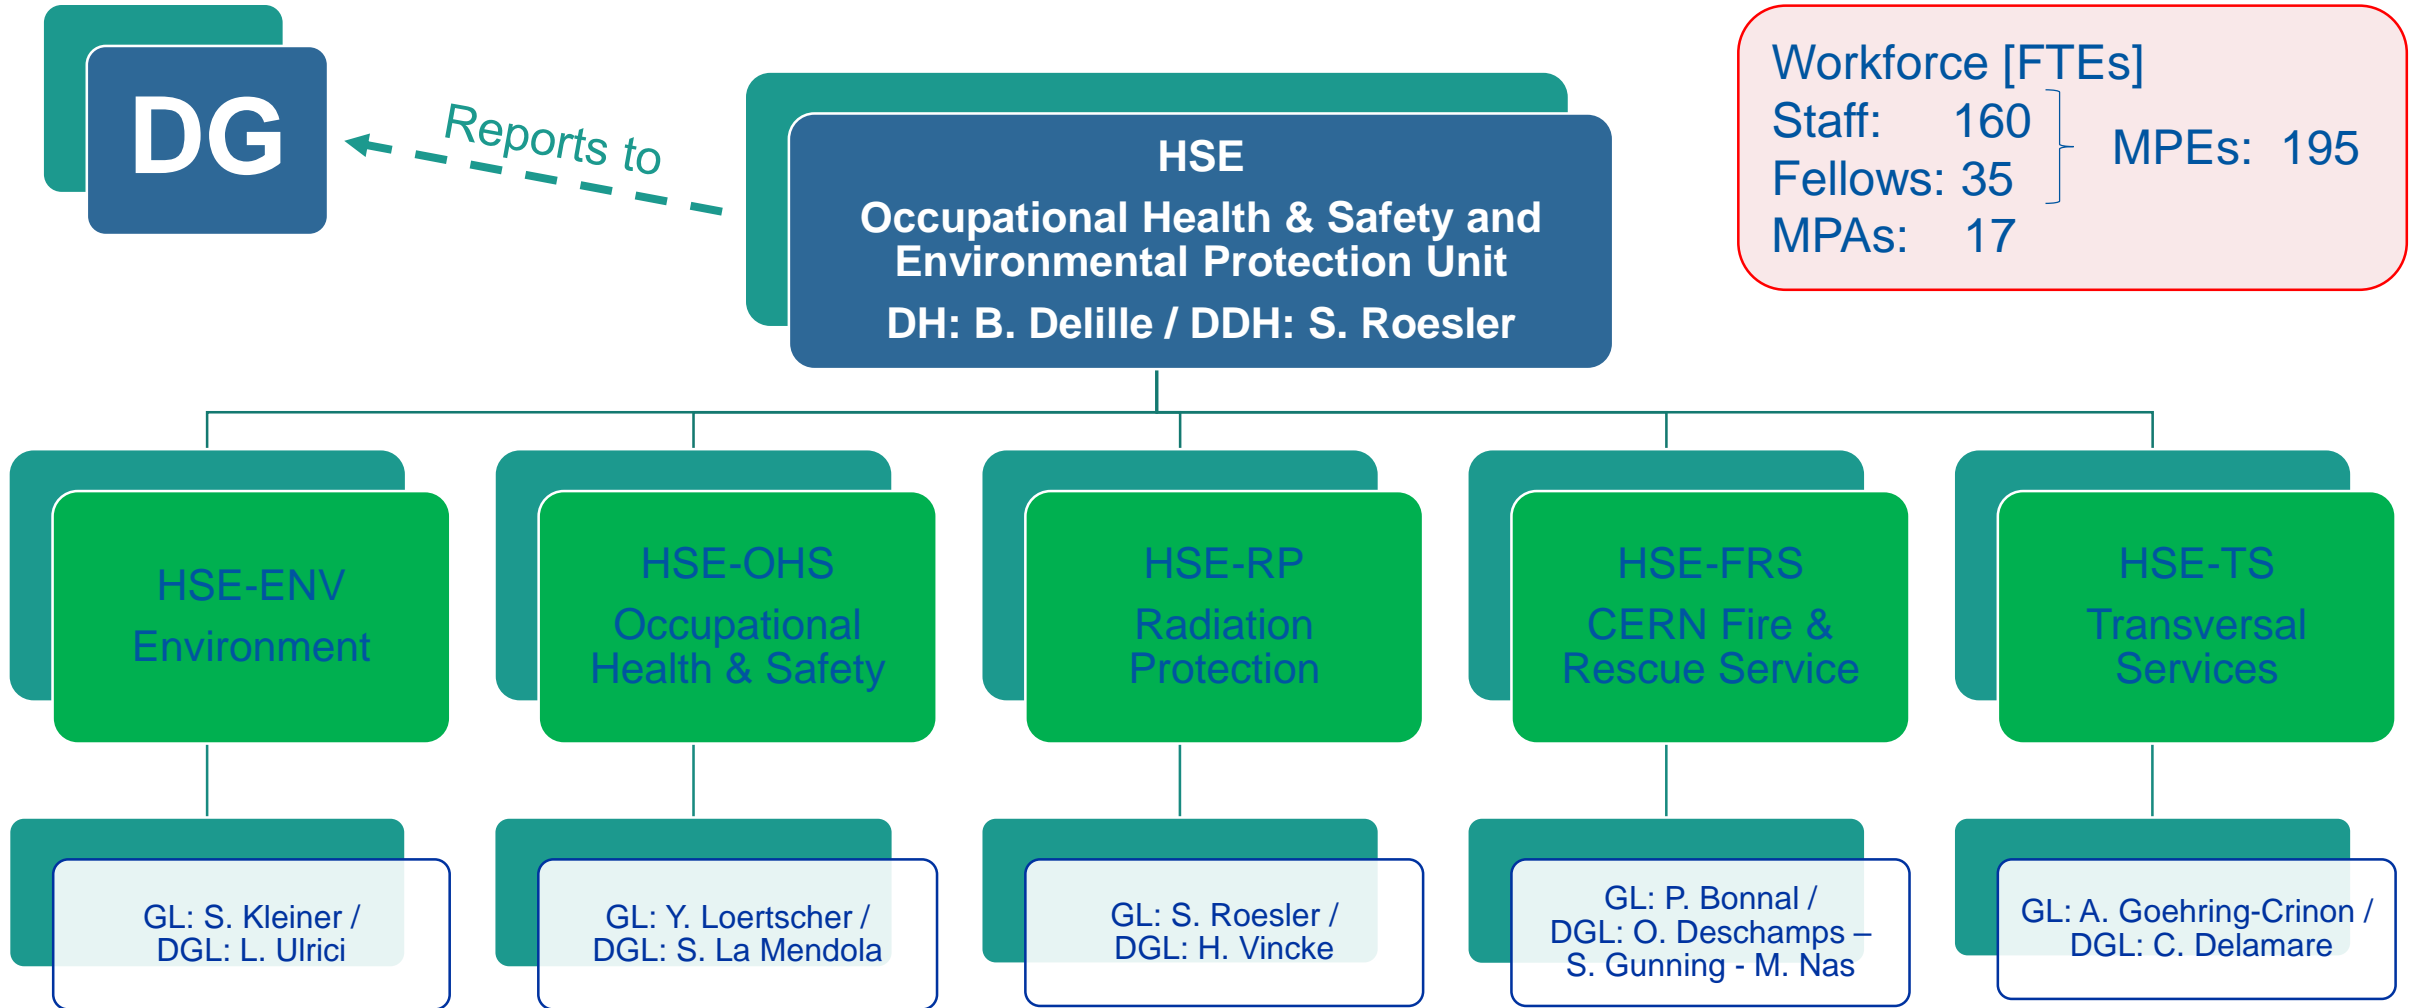 DG
Reports to
HSE
Occupational Health & Safety and
Environmental Protection Unit
DH: B. Delille / DDH: S. Roesler
Workforce [FTEs]
Staff: 160
Fellows: 35
MPAs: 17
MPEs: 195
HSE-ENV
Environment
HSE-OHS
Occupational
Health & Safety
HSE-RP
Radiation
Protection
HSE-FRS
CERN Fire &
Rescue Service
HSE-TS
Transversal
Services
GL: S. Kleiner /
DGL: L. Ulrici
GL: Y. Loertscher /
DGL: S. La Mendola
GL: S. Roesler /
DGL: H. Vincke
GL: P. Bonnal /
DGL: O. Deschamps –
S. Gunning - M. Nas
GL: A. Goehring-Crinon /
DGL: C. Delamare